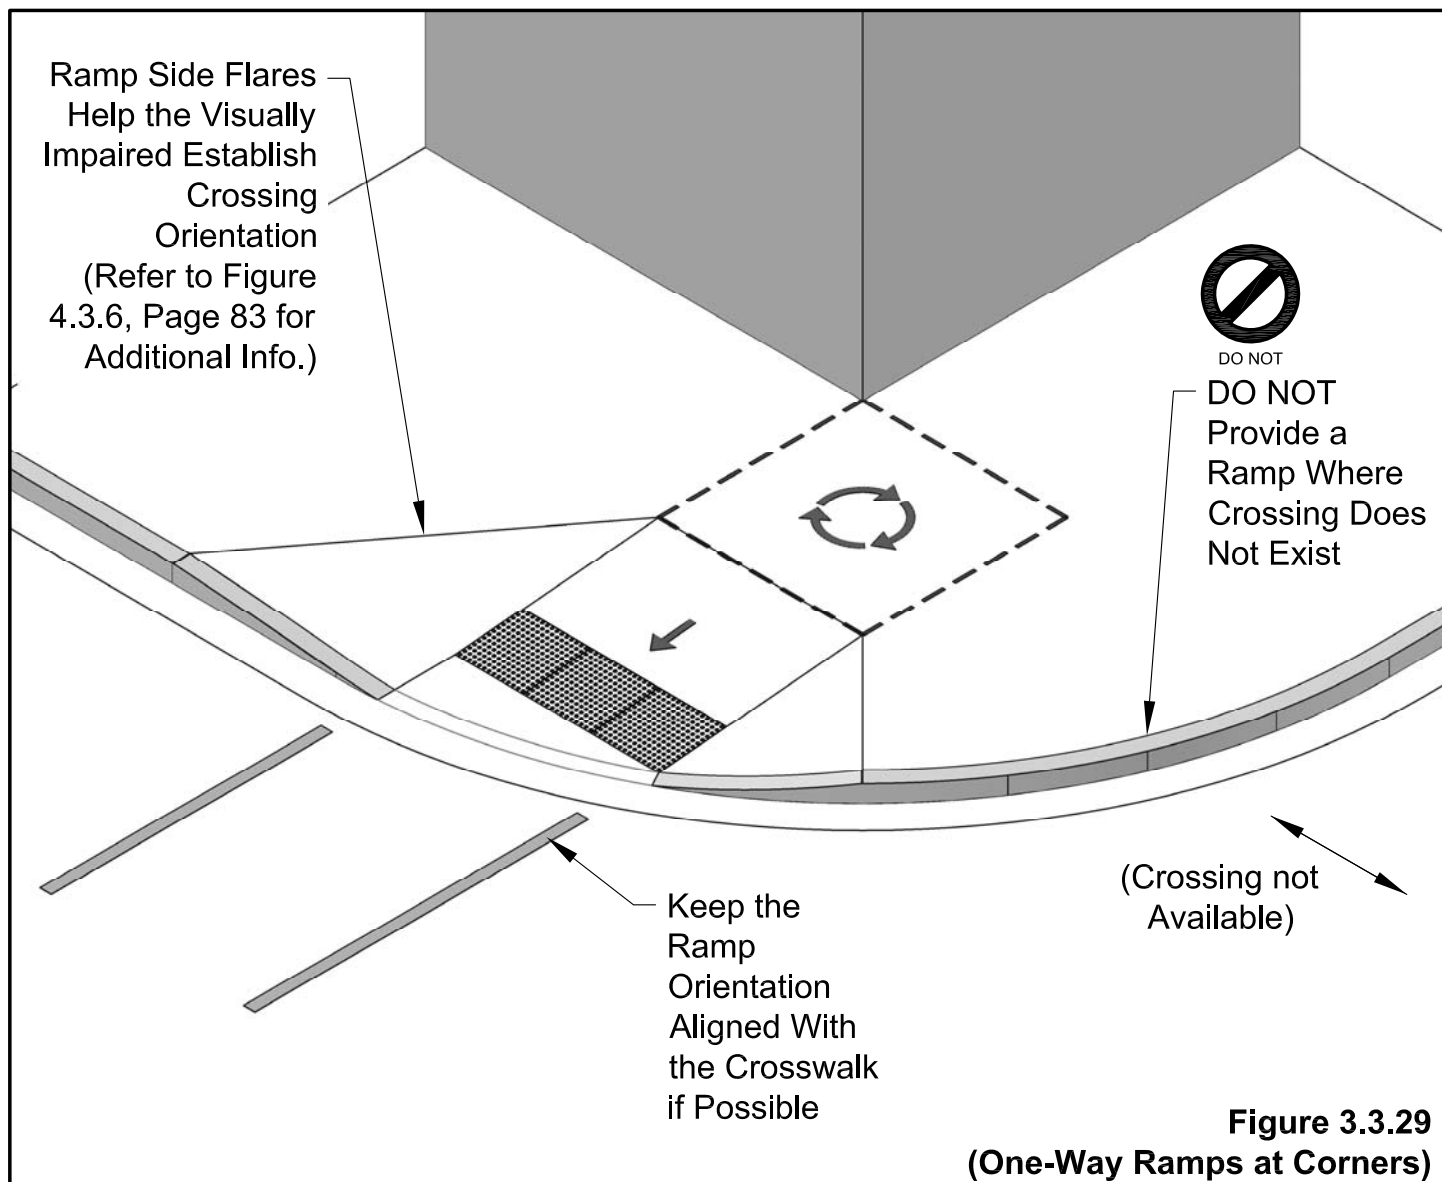 Ramp Side Flares
Help the Visually
Impaired Establish
Crossing
Orientation
(Refer to Figure
4.3.6, Page 83 for
Additional Info.)
DO NOT
DO NOT
Provide a
Ramp Where
Crossing Does
Not Exist
(Crossing not
Available)
Keep the
Ramp
Orientation
Aligned With
the Crosswalk
if Possible
Figure 3.3.29
(One-Way Ramps at Corners)